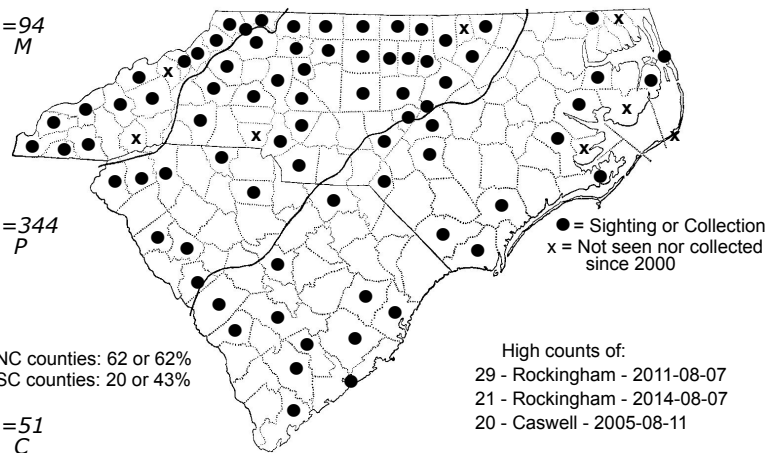 =94
M
=344
P
● = Sighting or Collection
x = Not seen nor collected
since 2000
NC counties: 62 or 62%
SC counties: 20 or 43%
High counts of:
29 - Rockingham - 2011-08-07
21 - Rockingham - 2014-08-07
20 - Caswell - 2005-08-11
=51
C